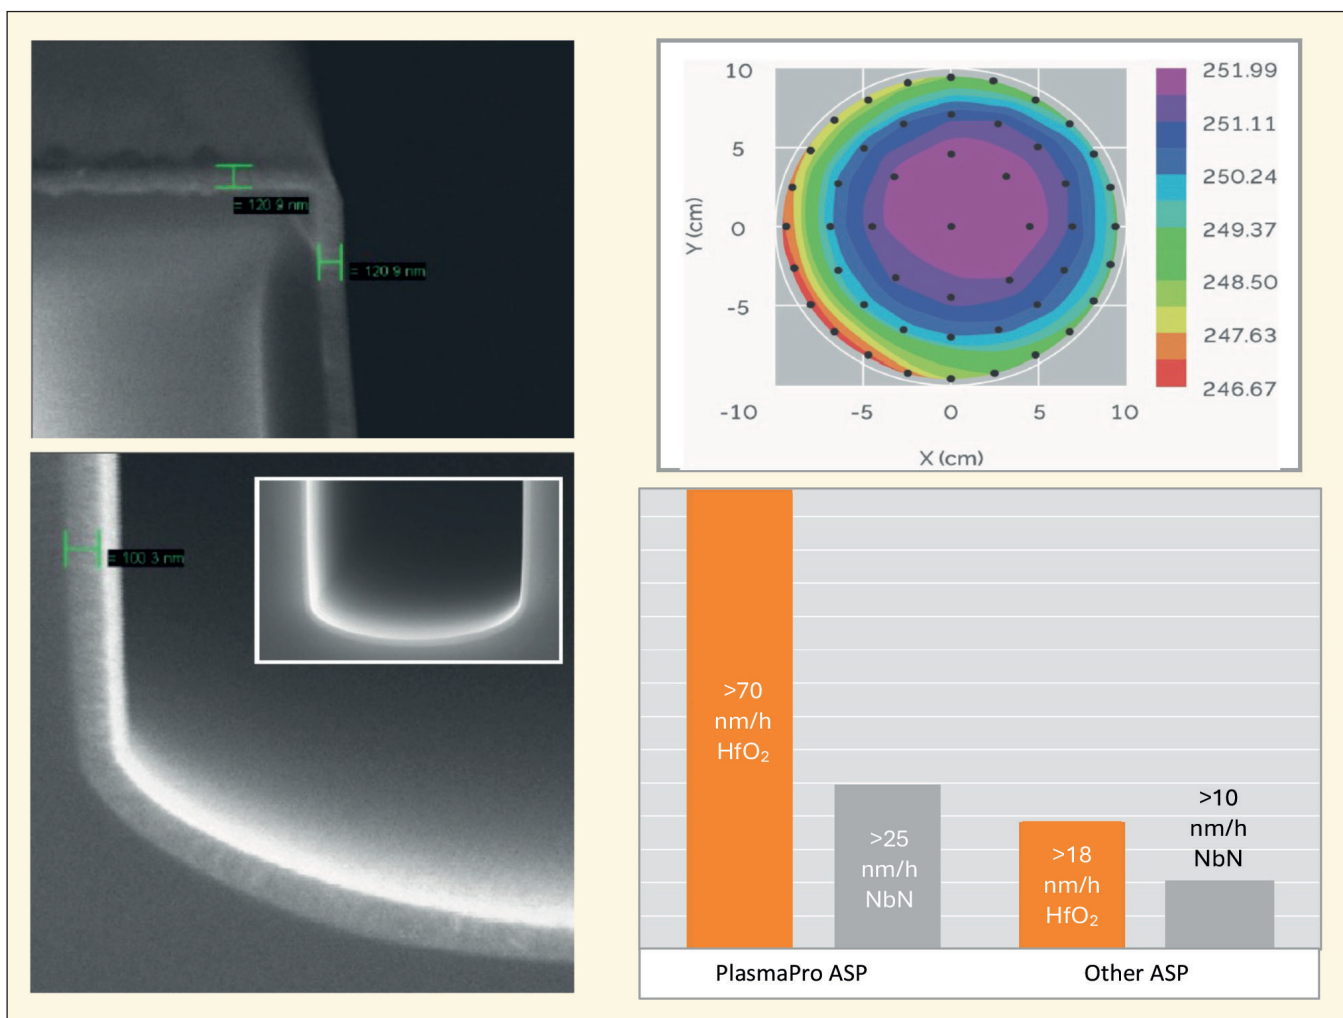 = 120 9 nm
= 120 9 nm
= 100 3 nm
10
5
0
-5
Y (cm)
-10
-5
0
5
10
X (cm)
251.99
251.11
250.24
249.37
248.50
247.63
246.67
>70
nm/h
HfO₂
>25
nm/h
NbN
>18
nm/h
HfO₂
>10
nm/h
NbN
PlasmaPro ASP
Other ASP